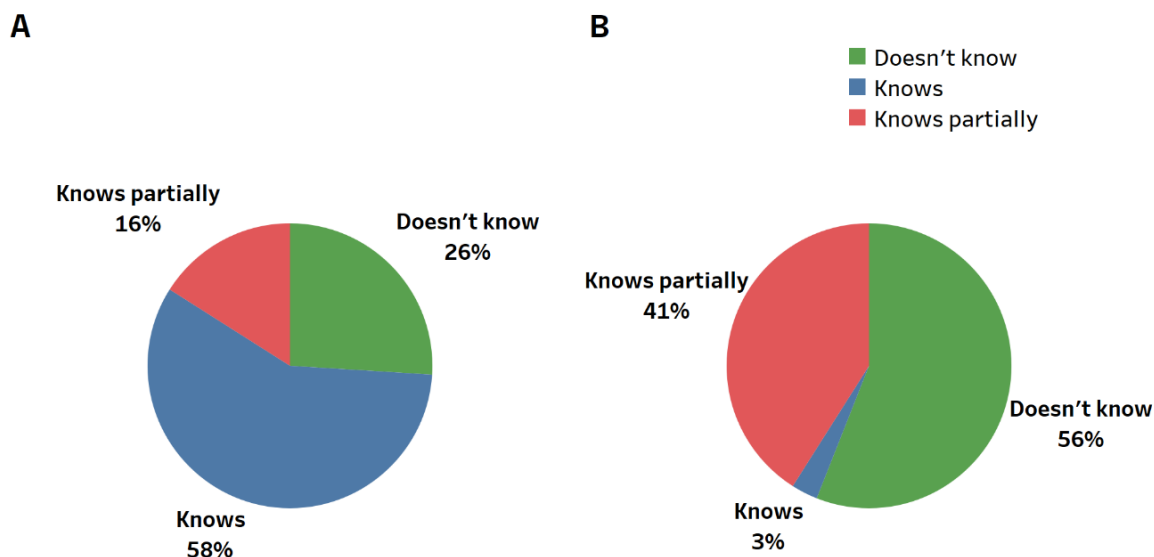 A
Knows partially
16%
Doesn’t know
26%
Knows
58%
B
Doesn’t know
Knows
Knows partially
Knows partially
41%
Doesn’t know
56%
Knows
3%